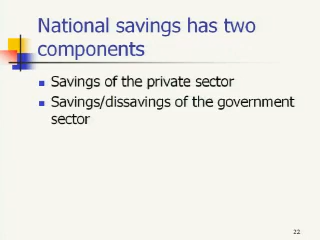 National savings has two
components
Savings of the private sector
Savings/dissavings of the government
sector
22